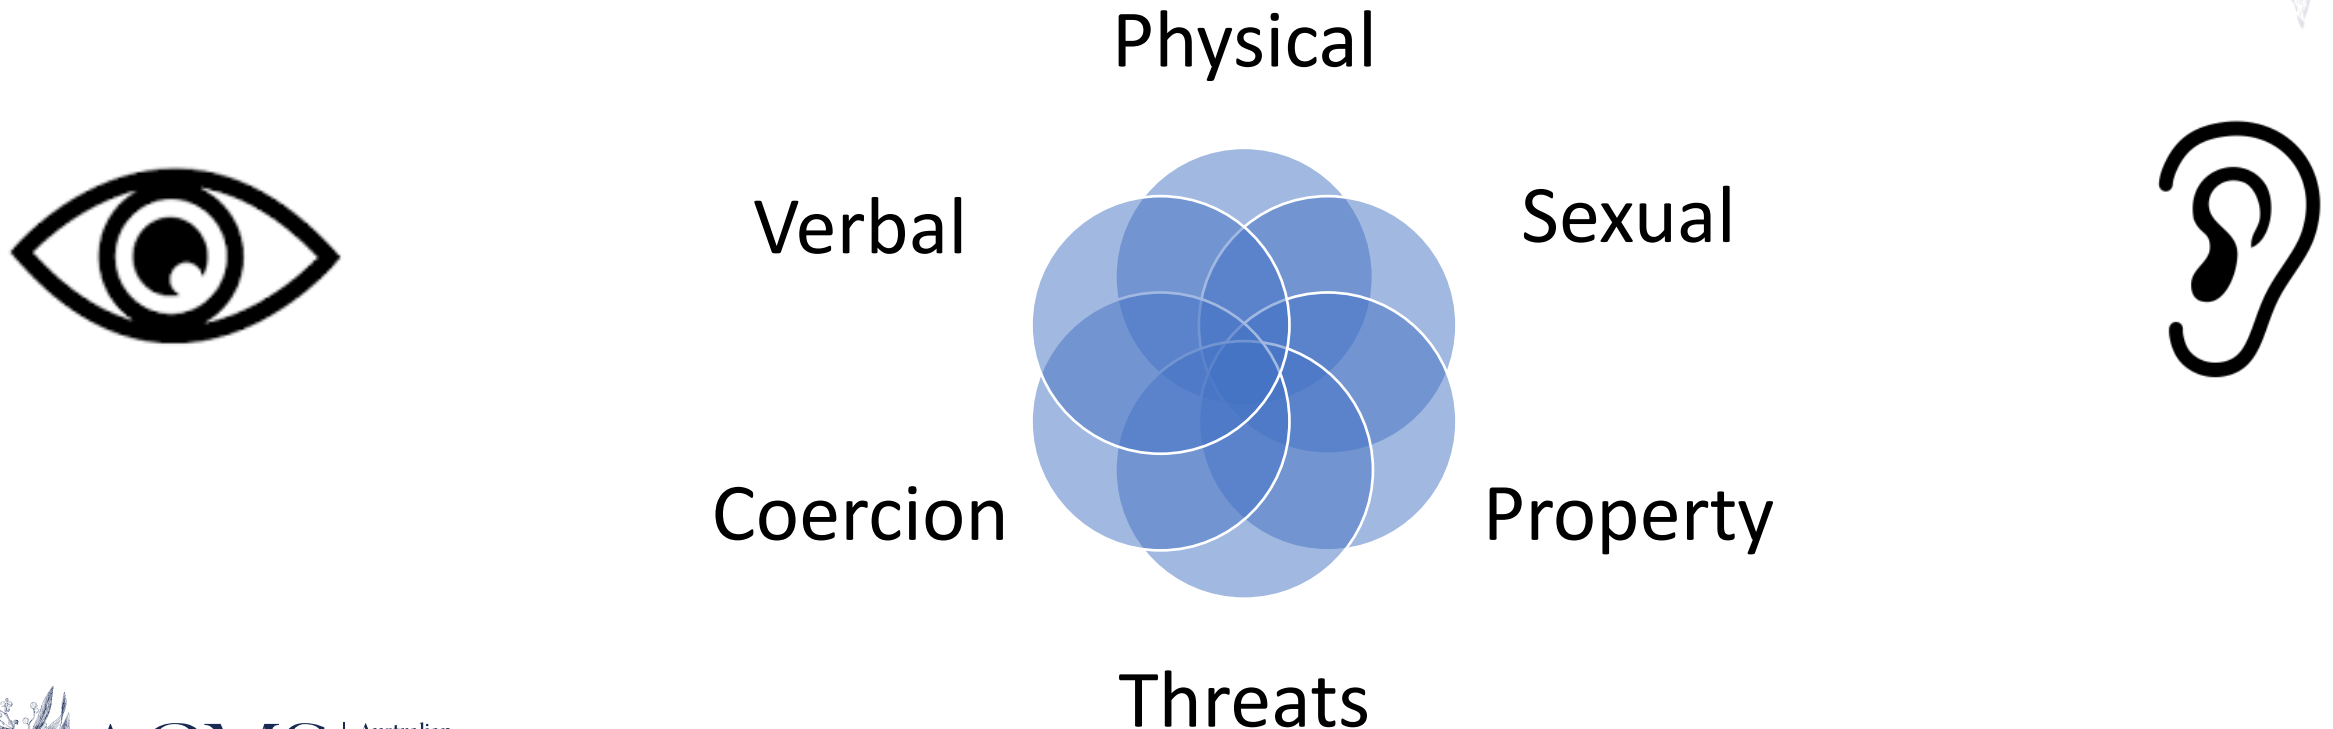 Physical
Verbal
Sexual
Coercion
Property
Threats